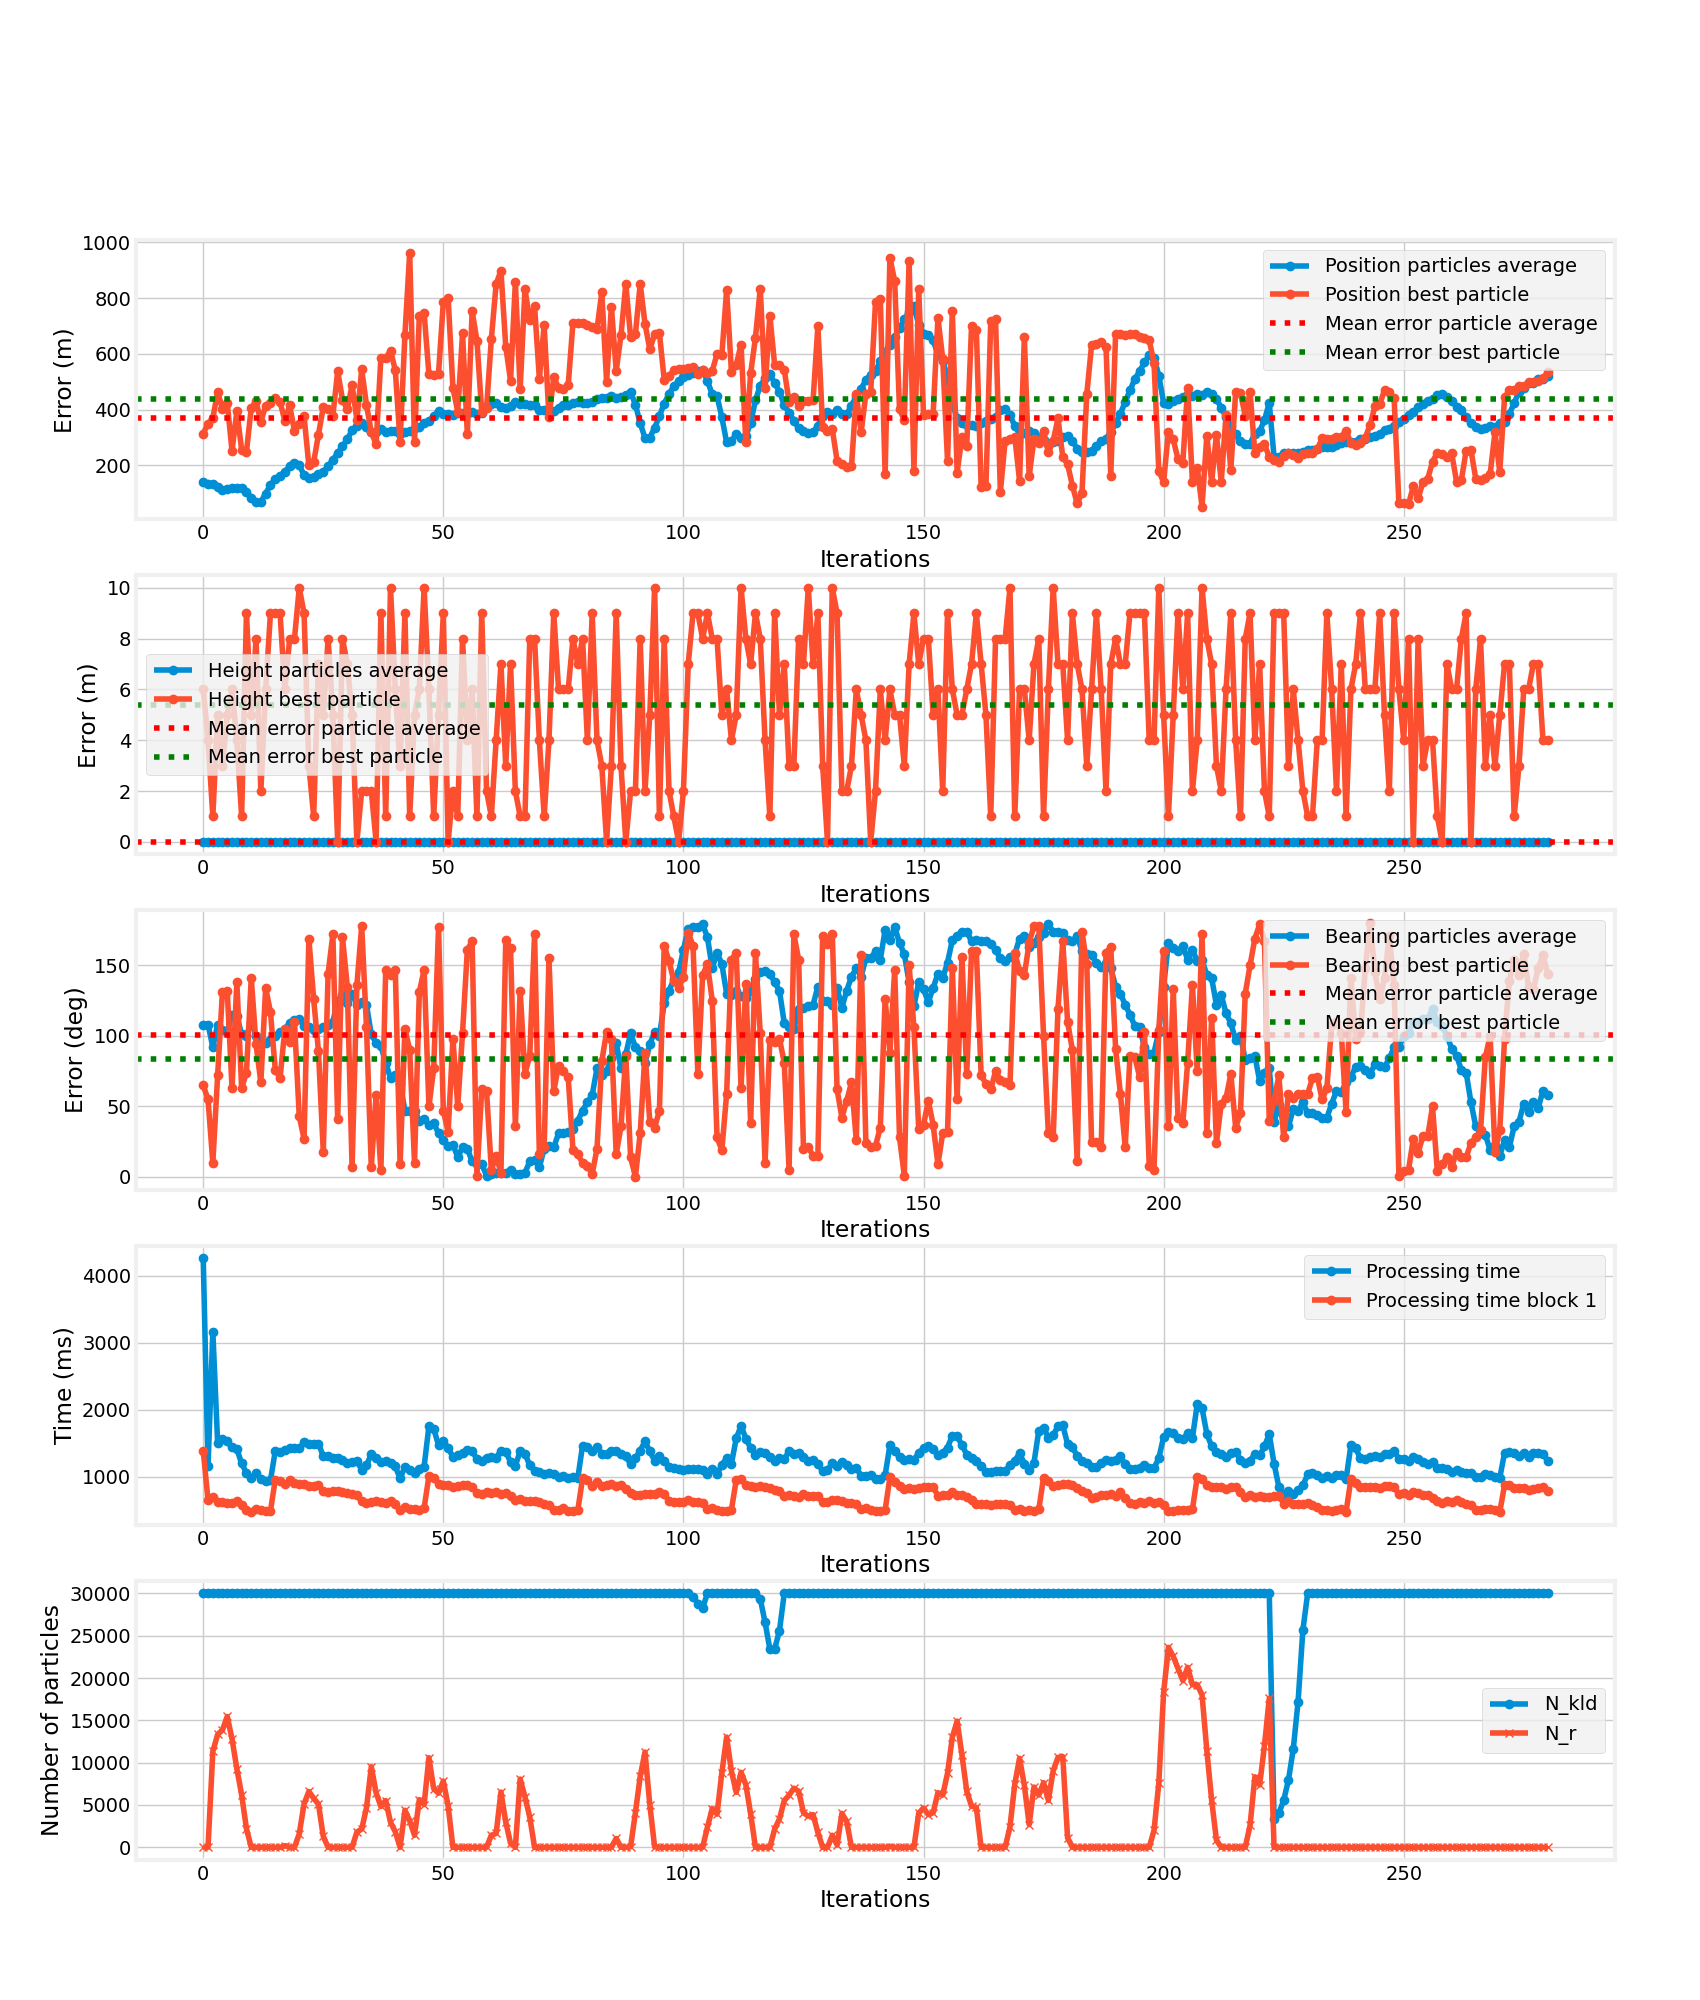 1000
800
600
400
200
Error (m)
Position particles average
Position best particle
Mean error particle average
Mean error best particle
0 50 100 150 200 250
Iterations
10
8
6
4
2
0
Error (m)
Height particles average
Height best particle
Mean error particle average
Mean error best particle
0 50 100 150 200 250
Iterations
150
100
50
0
Error (deg)
Bearing particles average
Bearing best particle
Mean error particle average
Mean error best particle
0 50 100 150 200 250
Iterations
4000
3000
2000
1000
Time (ms)
Processing time
Processing time block 1
0 50 100 150 200 250
Iterations
30000
25000
20000
15000
10000
5000
0
Number of particles
N_kld
N_r
0 50 100 150 200 250
Iterations